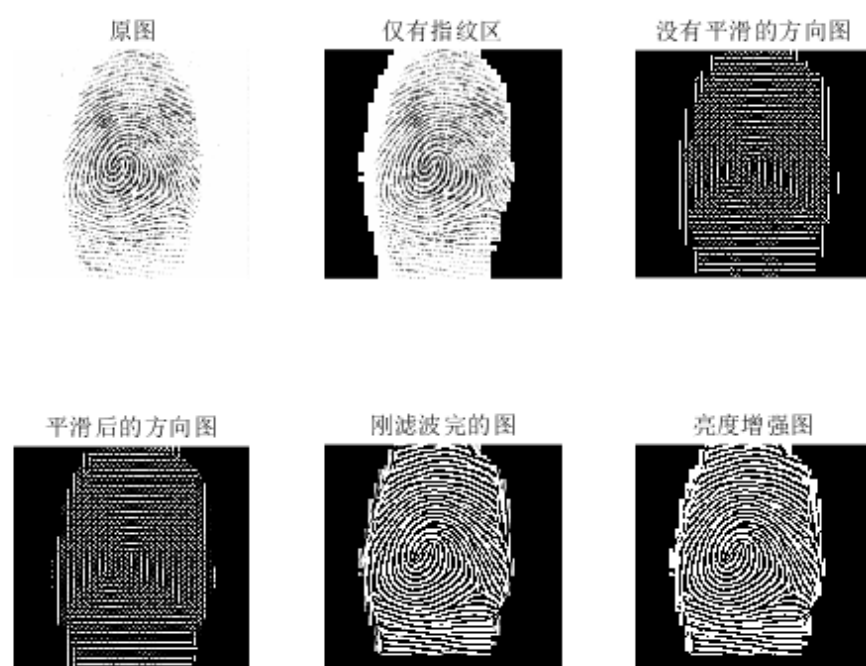 原图
仅有指纹区
没有平滑的方向图
平滑后的方向图
刚滤波完的图
亮度增强图